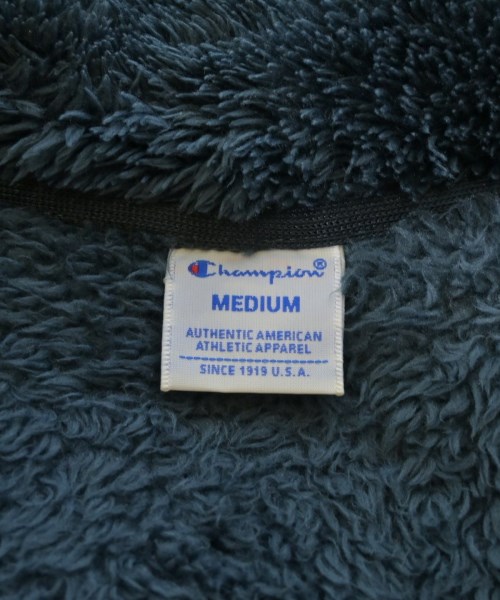 Champion®
MEDIUM
AUTHENTIC AMERICAN
ATHLETIC APPAREL
SINCE 1919 U.S.A.